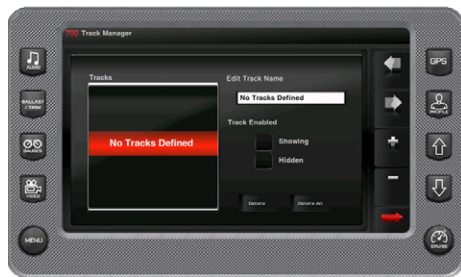 700 Track Manager
AUDIO
GPS
Tracks
Edit Track Name
No Tracks Defined
BALLAST
/ TRIM
PROFILE
Track Enabled
No Tracks Defined
Showing
GAUGES
Hidden
VIDEO
Delete
Delete All
MENU
CRUISE